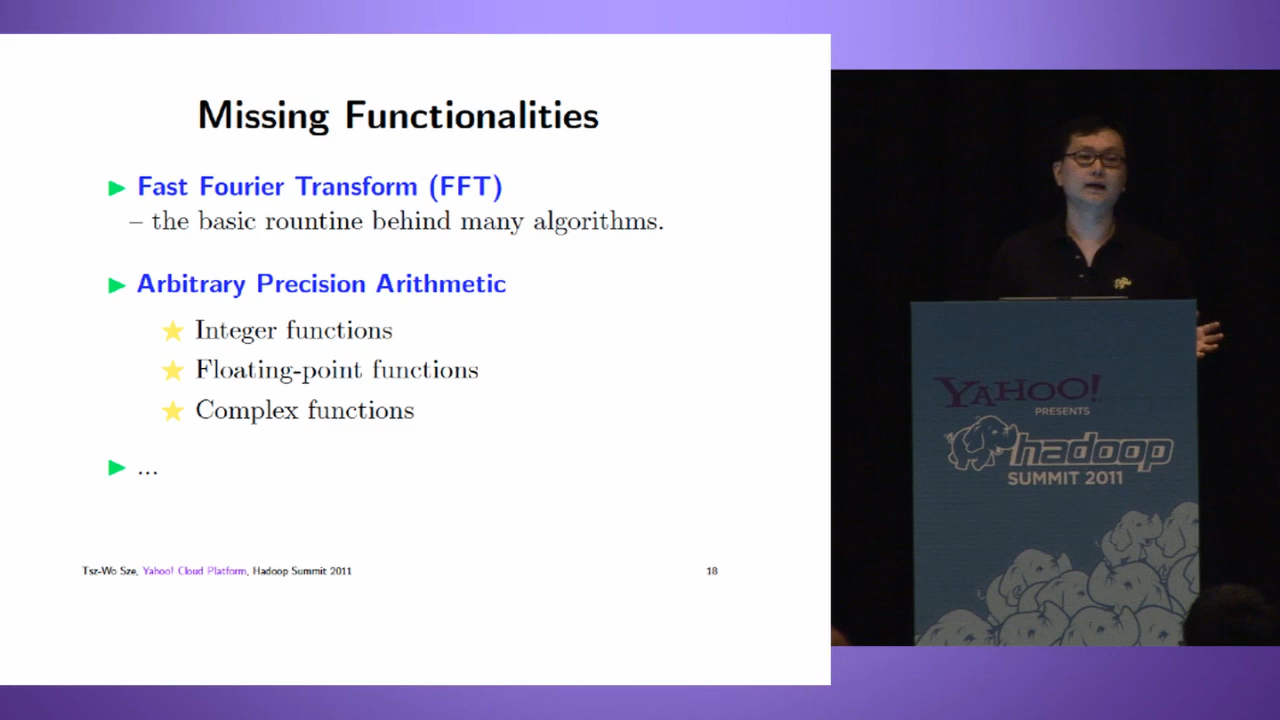 Missing Functionalities
Fast Fourier Transform (FFT)
– the basic rountine behind many algorithms.
Arbitrary Precision Arithmetic
Integer functions
Floating-point functions
Complex functions
...
Tsz-Wo Sze, Yahoo! Cloud Platform, Hadoop Summit 2011
18
YAHOO!
PRESENTS
hadoop
SUMMIT 2011